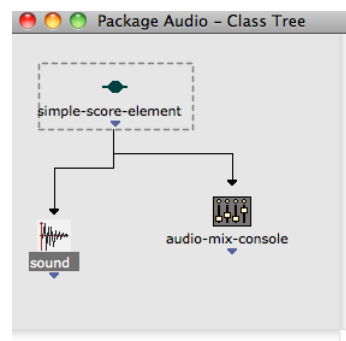 Package Audio – Class Tree
simple-score-element
audio-mix-console
sound